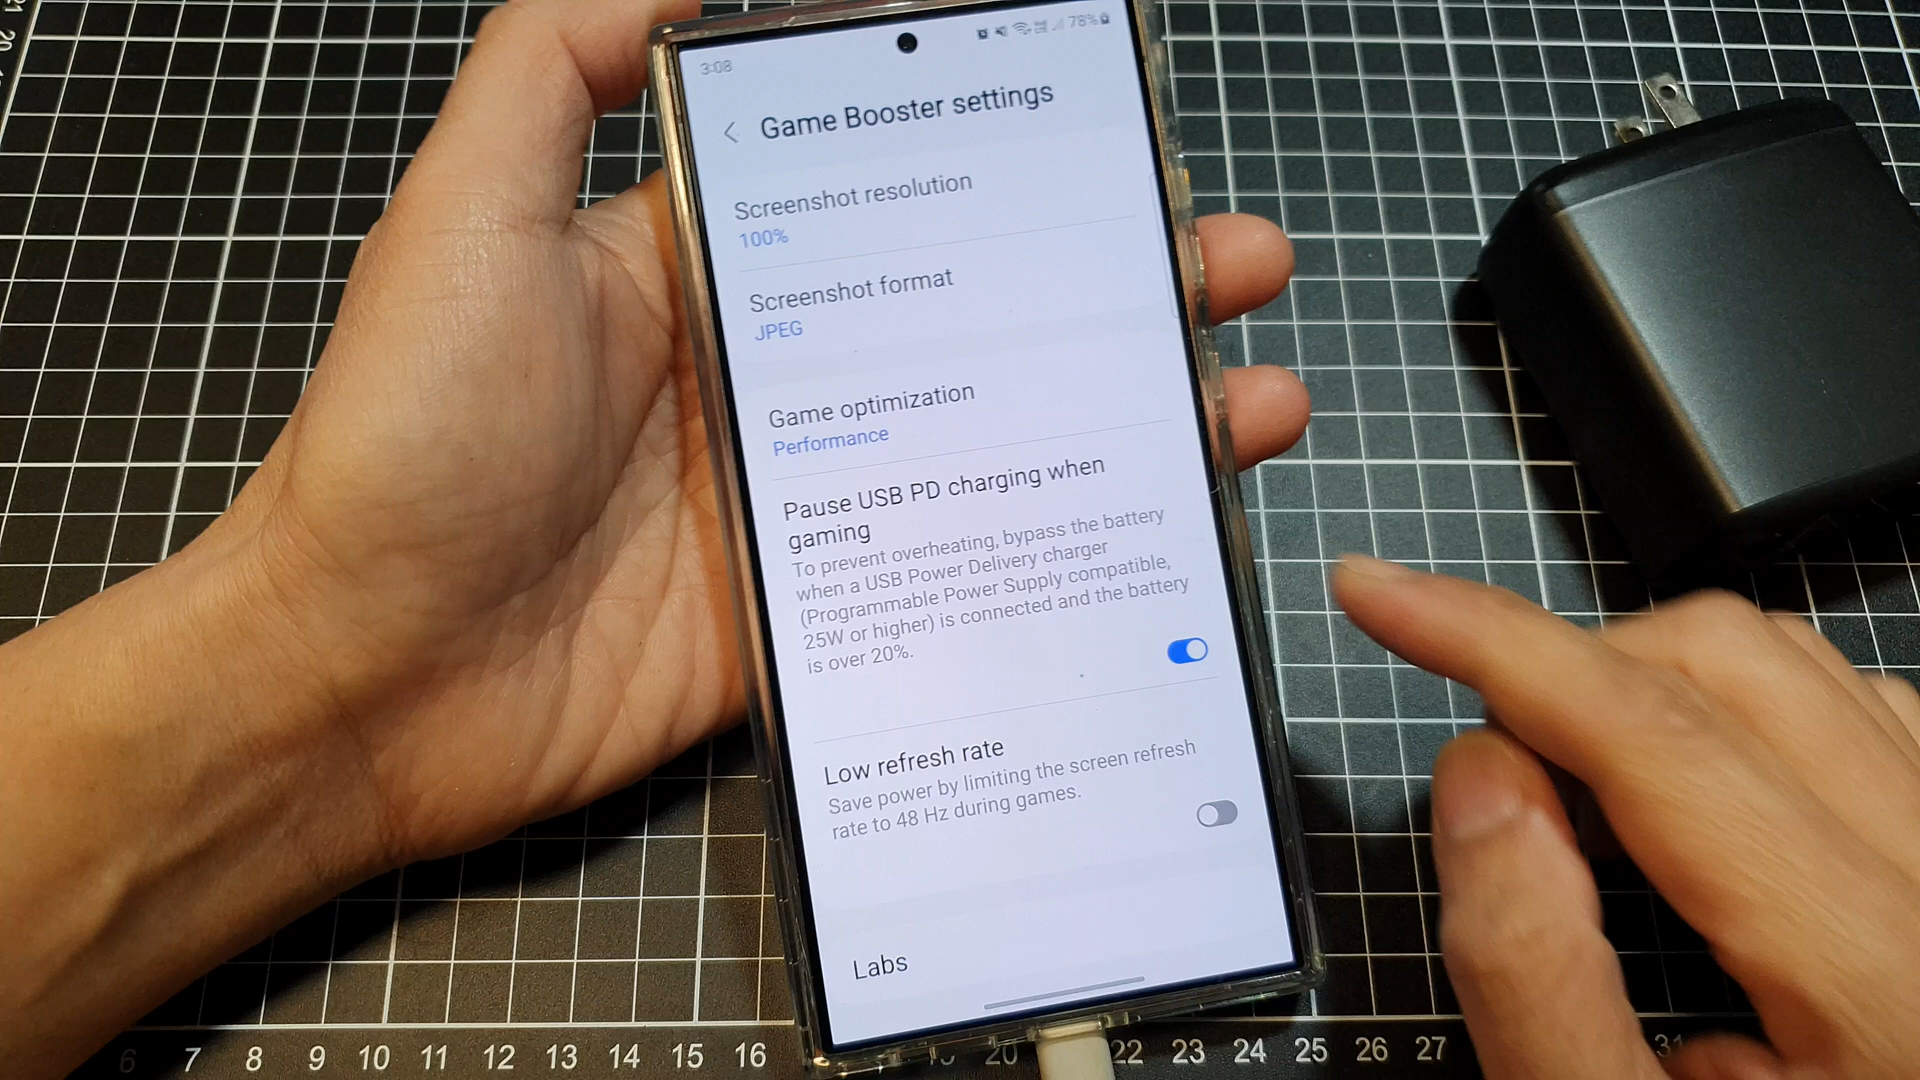 3:08
78%
Game Booster settings
Screenshot resolution
100%
Screenshot format
JPEG
Game optimization
Performance
Pause USB PD charging when
gaming
To prevent overheating, bypass the battery
when a USB Power Delivery charger
(Programmable Power Supply compatible,
25W or higher) is connected and the battery
is over 20%.
Low refresh rate
Save power by limiting the screen refresh
rate to 48 Hz during games.
Labs
20
6 7 8 9 10 11 12 13 14 15 16 20 22 23 24 25 26 27 31